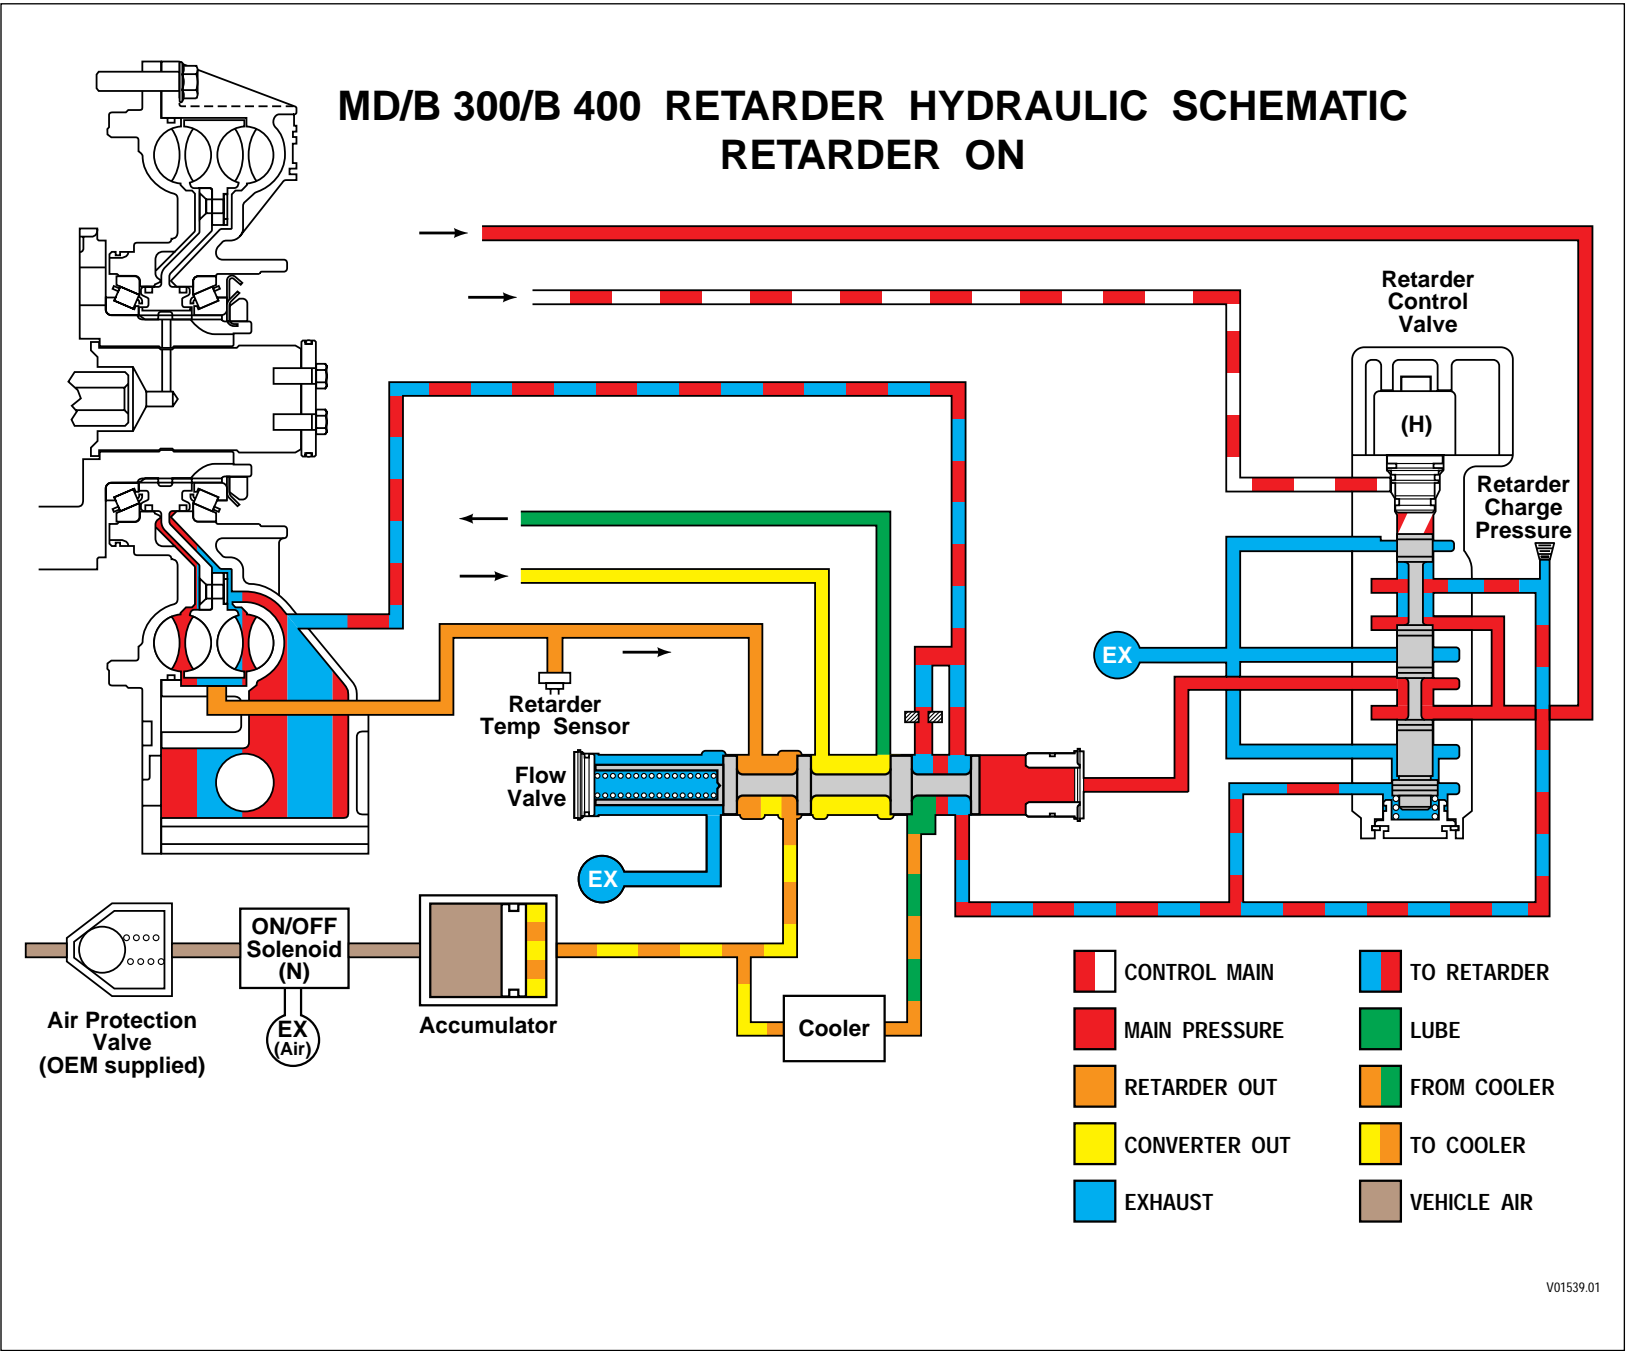 MD/B 300/B 400 RETARDER HYDRAULIC SCHEMATIC
RETARDER ON
Retarder
Control
Valve
(H)
Retarder
Charge
Pressure
EX
Retarder
Temp Sensor
Flow
Valve
EX
ON/OFF
Solenoid
(N)
EX
(Air)
Air Protection
Valve
(OEM supplied)
Accumulator
Cooler
CONTROL MAIN
MAIN PRESSURE
RETARDER OUT
CONVERTER OUT
EXHAUST
TO RETARDER
LUBE
FROM COOLER
TO COOLER
VEHICLE AIR
V01539.01